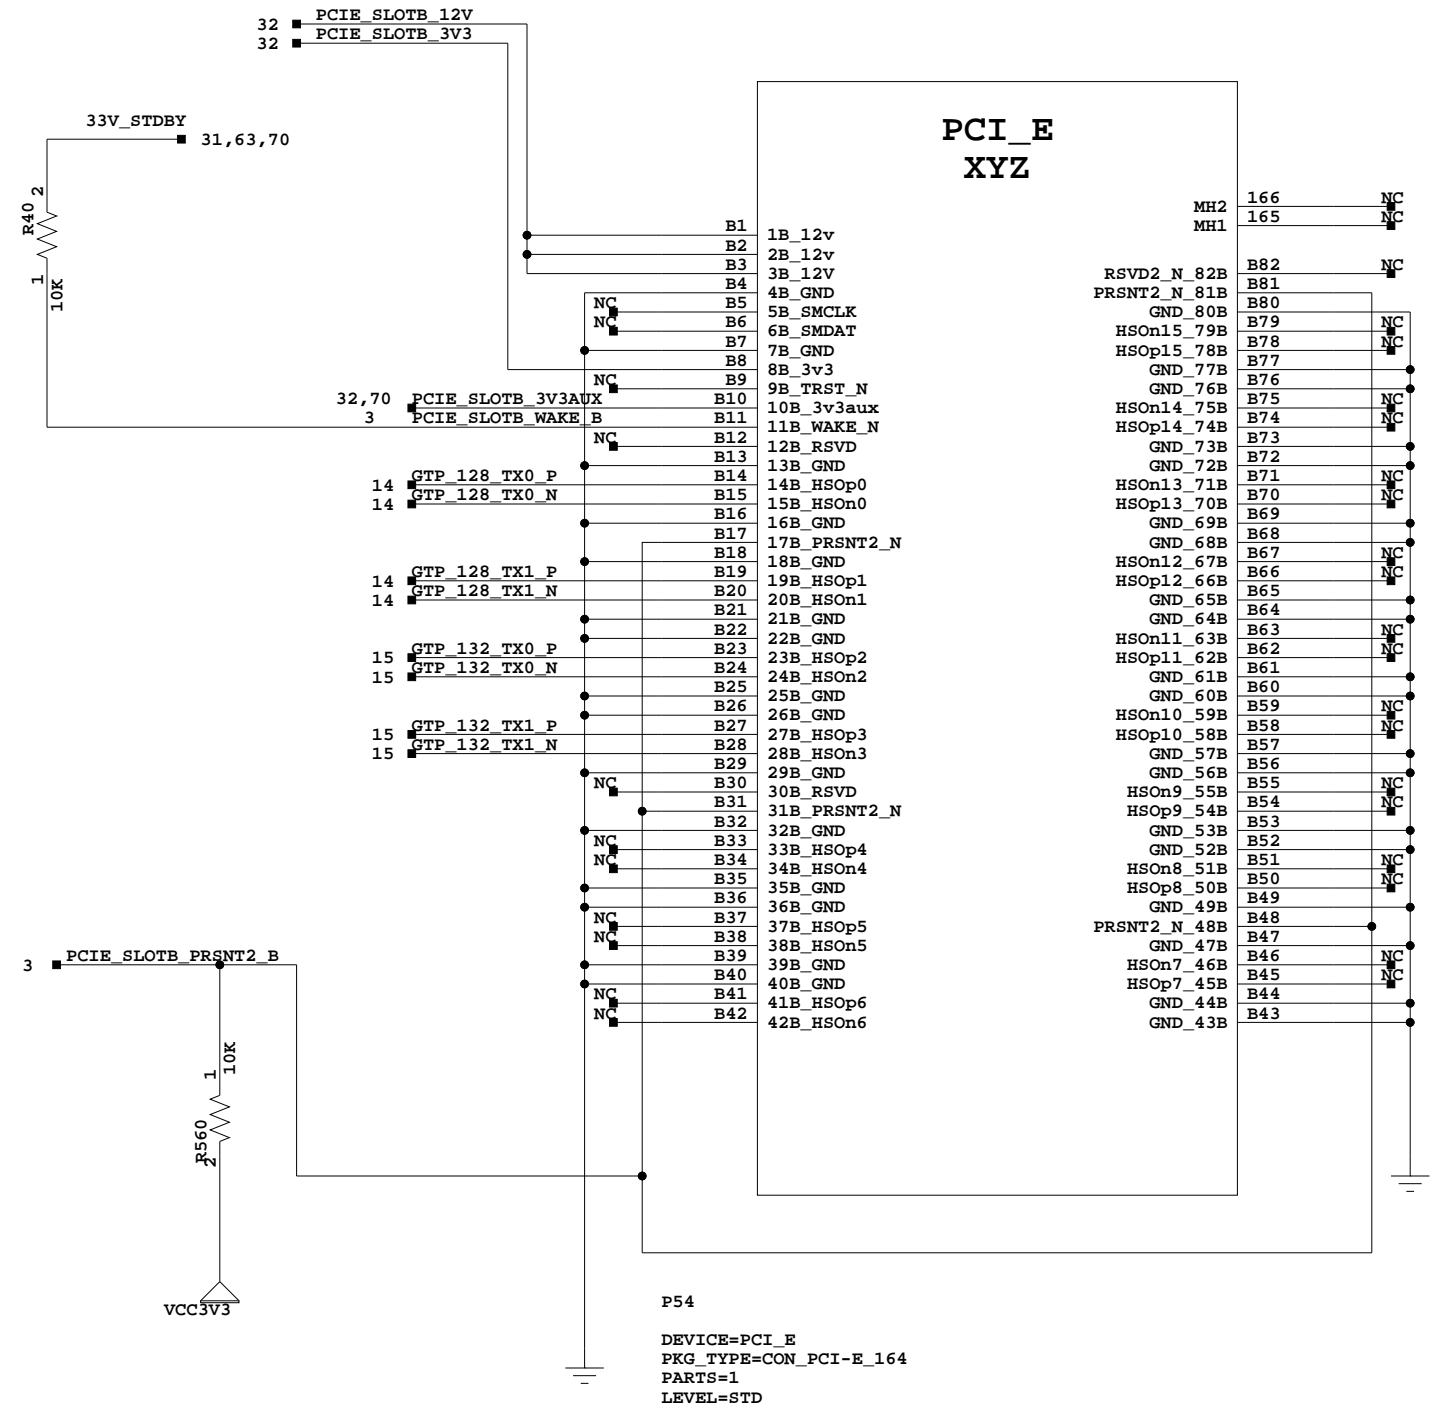 PCIE_SLOTB_12V
32
PCIE_SLOTB_3V3
32
33V_STDBY
31,63,70
2
R40
1
10K
PCI_E
XYZ
B1 1B_12v
B2 2B_12v
B3 3B_12V
B4 4B_GND
NC B5 5B_SMCLK
NC B6 6B_SMDAT
B7 7B_GND
B8 8B_3v3
NC B9 9B_TRST_N
32,70 PCIE_SLOTB_3V3AUX B10 10B_3v3aux
3 PCIE_SLOTB_WAKE_B B11 11B_WAKE_N
NC B12 12B_RSVD
B13 13B_GND
14 GTP_128_TX0_P B14 14B_HSOp0
14 GTP_128_TX0_N B15 15B_HSOn0
B16 16B_GND
B17 17B_PRSNT2_N
B18 18B_GND
14 GTP_128_TX1_P B19 19B_HSOp1
14 GTP_128_TX1_N B20 20B_HSOn1
B21 21B_GND
B22 22B_GND
15 GTP_132_TX0_P B23 23B_HSOp2
15 GTP_132_TX0_N B24 24B_HSOn2
B25 25B_GND
B26 26B_GND
15 GTP_132_TX1_P B27 27B_HSOp3
15 GTP_132_TX1_N B28 28B_HSOn3
B29 29B_GND
NC B30 30B_RSVD
B31 31B_PRSNT2_N
B32 32B_GND
NC B33 33B_HSOp4
NC B34 34B_HSOn4
B35 35B_GND
B36 36B_GND
NC B37 37B_HSOp5
NC B38 38B_HSOn5
B39 39B_GND
B40 40B_GND
NC B41 41B_HSOp6
NC B42 42B_HSOn6
MH2 166 NC
MH1 165 NC
RSVD2_N_82B B82 NC
PRSNT2_N_81B B81
GND_80B B80
HSOn15_79B B79 NC
HSOp15_78B B78 NC
GND_77B B77
GND_76B B76
HSOn14_75B B75 NC
HSOp14_74B B74 NC
GND_73B B73
GND_72B B72
HSOn13_71B B71 NC
HSOp13_70B B70 NC
GND_69B B69
GND_68B B68
HSOn12_67B B67 NC
HSOp12_66B B66 NC
GND_65B B65
GND_64B B64
HSOn11_63B B63 NC
HSOp11_62B B62 NC
GND_61B B61
GND_60B B60
HSOn10_59B B59 NC
HSOp10_58B B58 NC
GND_57B B57
GND_56B B56
HSOn9_55B B55 NC
HSOp9_54B B54 NC
GND_53B B53
GND_52B B52
HSOn8_51B B51 NC
HSOp8_50B B50 NC
GND_49B B49
PRSNT2_N_48B B48
GND_47B B47
HSOn7_46B B46 NC
HSOp7_45B B45 NC
GND_44B B44
GND_43B B43
3 PCIE_SLOTB_PRSNT2_B
1
10K
R560
2
VCC3V3
P54
DEVICE=PCI_E
PKG_TYPE=CON_PCI-E_164
PARTS=1
LEVEL=STD